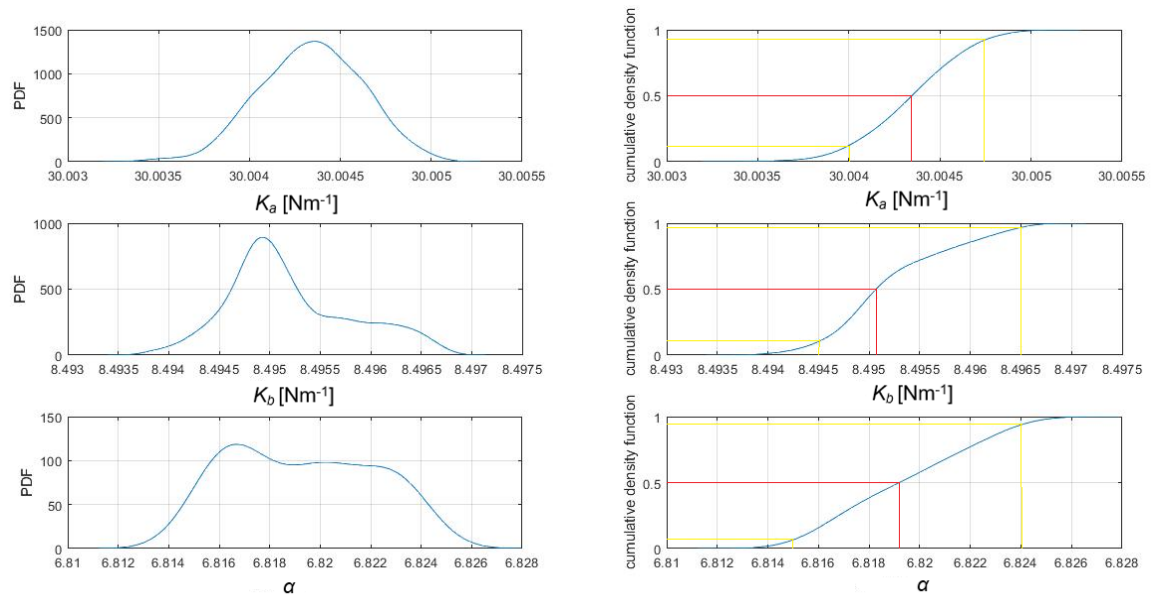 1500
1000
500
0
PDF
30.003 30.0035 30.004 30.0045 30.005 30.0055
Ka [Nm-1]
1
0.5
0
cumulative density function
30.003 30.0035 30.004 30.0045 30.005 30.0055
Ka [Nm-1]
1000
500
0
PDF
8.493 8.4935 8.494 8.4945 8.495 8.4955 8.496 8.4965 8.497 8.4975
Kb [Nm-1]
1
0.5
0
cumulative density function
8.493 8.4935 8.494 8.4945 8.495 8.4955 8.496 8.4965 8.497 8.4975
Kb [Nm-1]
150
100
50
0
PDF
6.81 6.812 6.814 6.816 6.818 6.82 6.822 6.824 6.826 6.828
α
1
0.5
0
cumulative density function
6.81 6.812 6.814 6.816 6.818 6.82 6.822 6.824 6.826 6.828
α